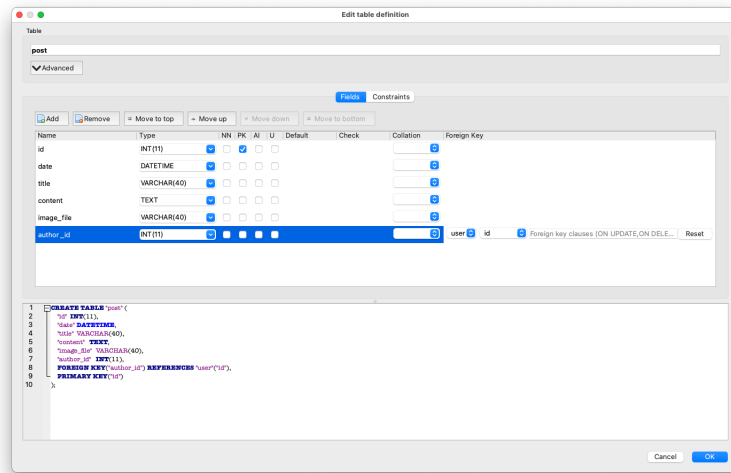 Edit table definition
Table
post
Advanced
Fields Constraints
Add Remove Move to top Move up Move down Move to bottom
Name Type NN PK AI U Default Check Collation Foreign Key
id INT(11)
date DATETIME
title VARCHAR(40)
content TEXT
image_file VARCHAR(40)
author_id INT(11) user id Foreign key clauses (ON UPDATE,ON DELE... Reset
1 CREATE TABLE "post" (
2 "id" INT(11),
3 "date" DATETIME,
4 "title" VARCHAR(40),
5 "content" TEXT,
6 "image_file" VARCHAR(40),
7 "author_id" INT(11),
8 FOREIGN KEY("author_id") REFERENCES "user"("id"),
9 PRIMARY KEY("id")
10 );
Cancel OK